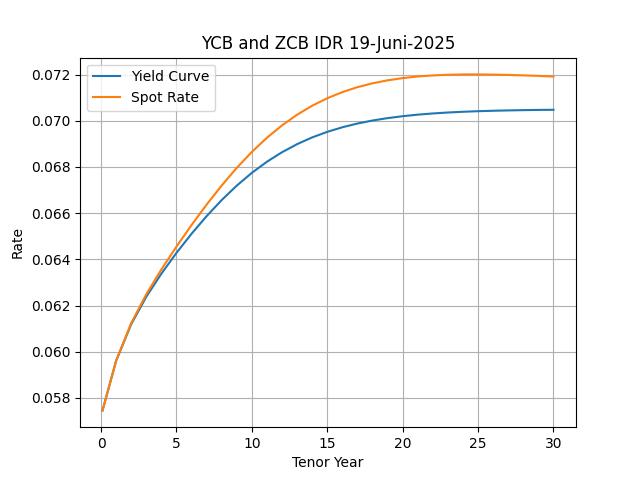 YCB and ZCB IDR 19-Juni-2025
Yield Curve
Spot Rate
Rate
0.072
0.070
0.068
0.066
0.064
0.062
0.060
0.058
0 5 10 15 20 25 30
Tenor Year